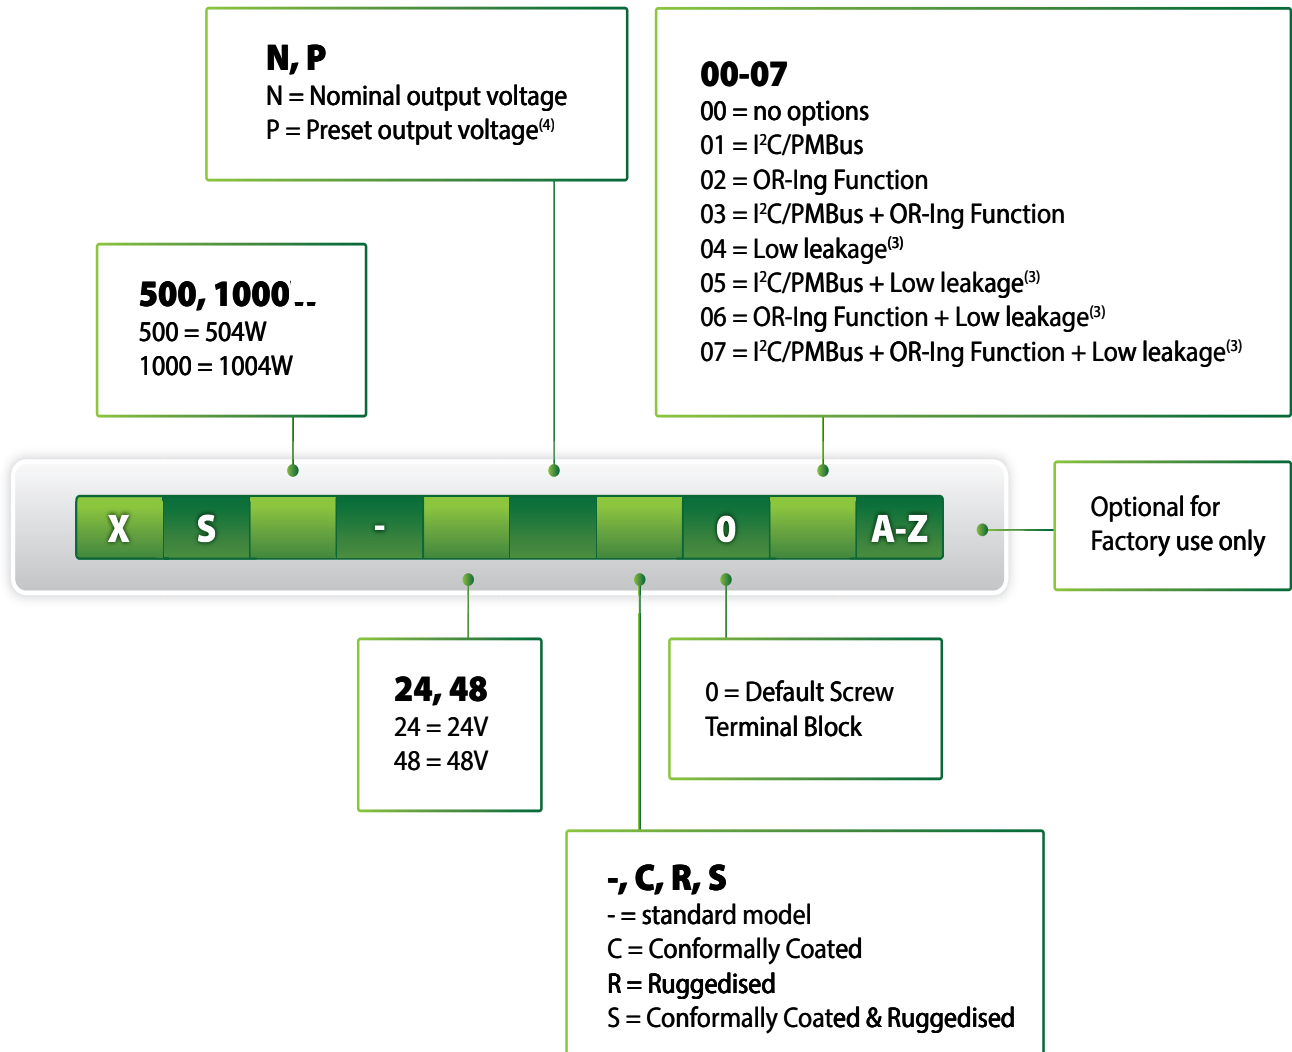 N, P
N = Nominal output voltage
P = Preset output voltage(4)
00-07
00 = no options
01 = I²C/PMBus
02 = OR-Ing Function
03 = I²C/PMBus + OR-Ing Function
04 = Low leakage(3)
05 = I²C/PMBus + Low leakage(3)
06 = OR-Ing Function + Low leakage(3)
07 = I²C/PMBus + OR-Ing Function + Low leakage(3)
500, 1000
500 = 504W
1000 = 1004W
X S - 0 A-Z
Optional for
Factory use only
24, 48
24 = 24V
48 = 48V
0 = Default Screw
Terminal Block
-, C, R, S
- = standard model
C = Conformally Coated
R = Ruggedised
S = Conformally Coated & Ruggedised